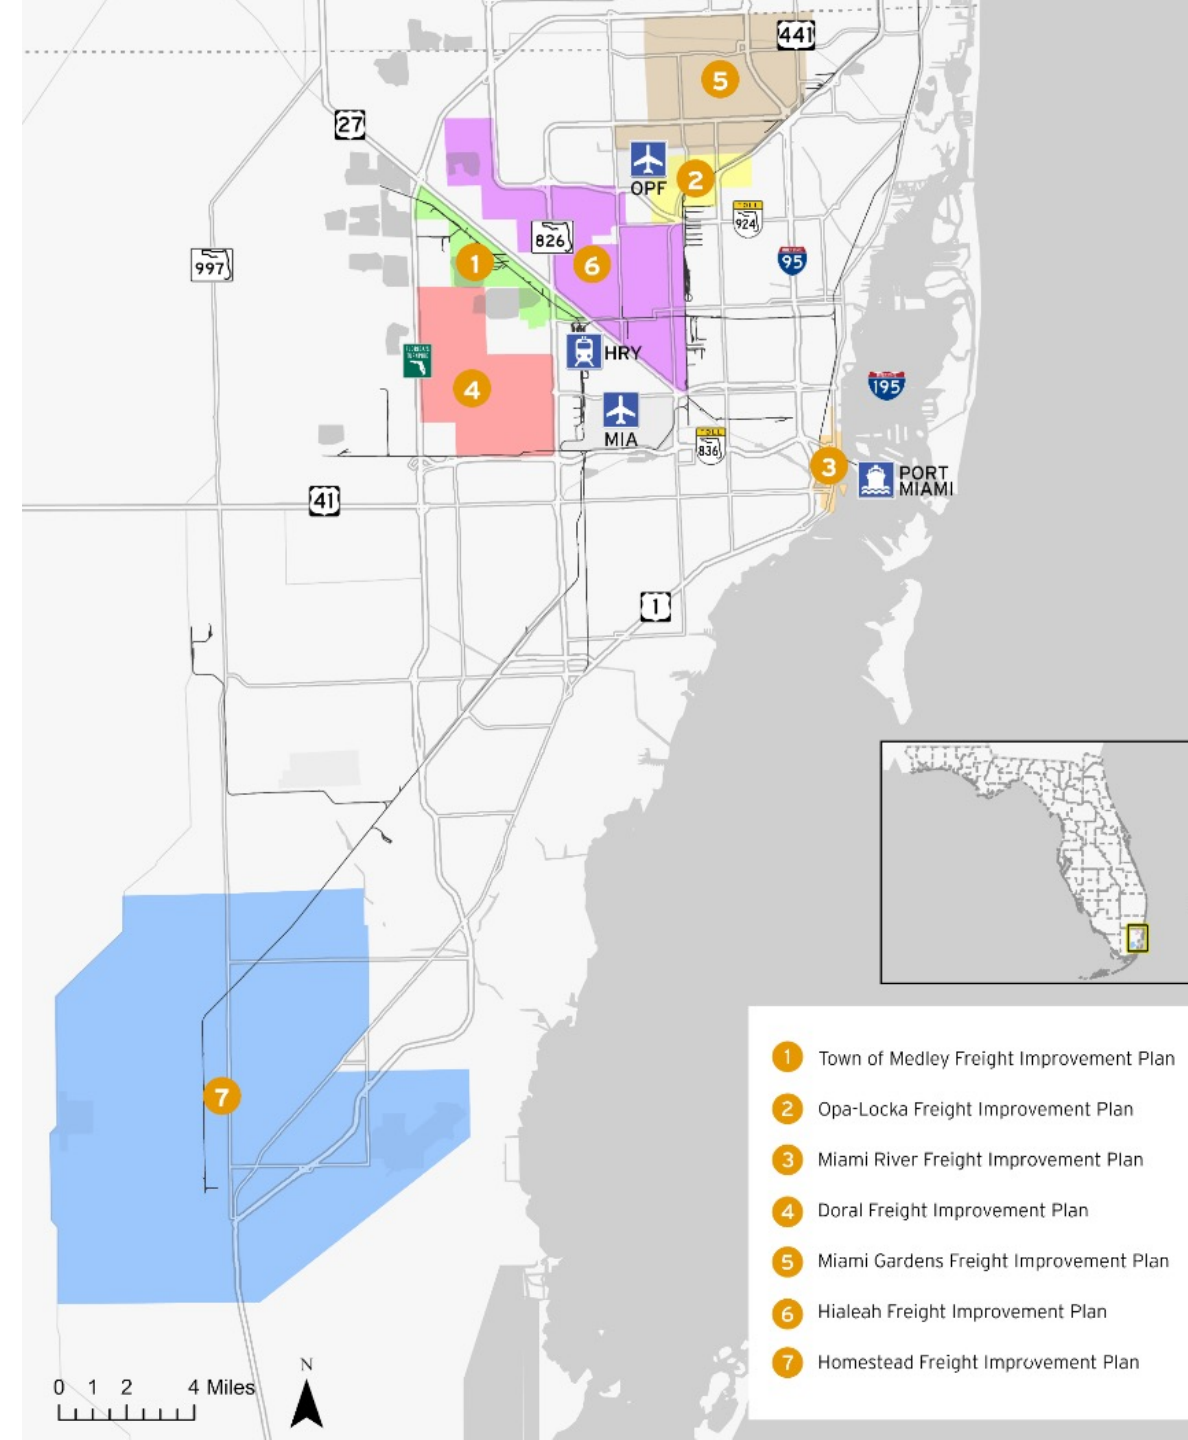 441
5
27
OPF
2
TOLL
924
826
997
1
6
95
HRY
195
4
MIA
TOLL
836
3
PORT
MIAMI
41
1
7
1 Town of Medley Freight Improvement Plan
2 Opa-Locka Freight Improvement Plan
3 Miami River Freight Improvement Plan
4 Doral Freight Improvement Plan
5 Miami Gardens Freight Improvement Plan
6 Hialeah Freight Improvement Plan
7 Homestead Freight Improvement Plan
N
0 1 2 4 Miles